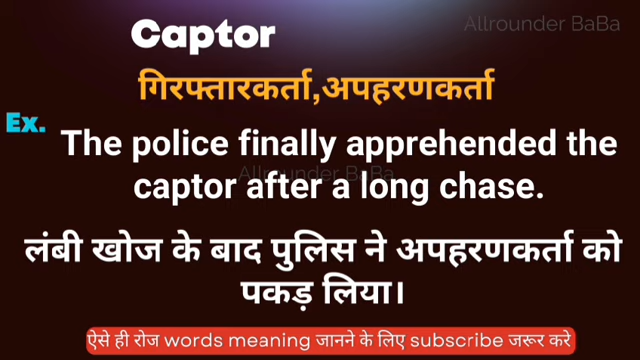 Allrounder BaBa
Captor
गिरफ्तारकर्ता,अपहरणकर्ता
Ex.
The police finally apprehended the
Allrounder BaBa
captor after a long chase.
लंबी खोज के बाद पुलिस ने अपहरणकर्ता को
पकड़ लिया।
ऐसे ही रोज words meaning जानने के लिए subscribe जरूर करे